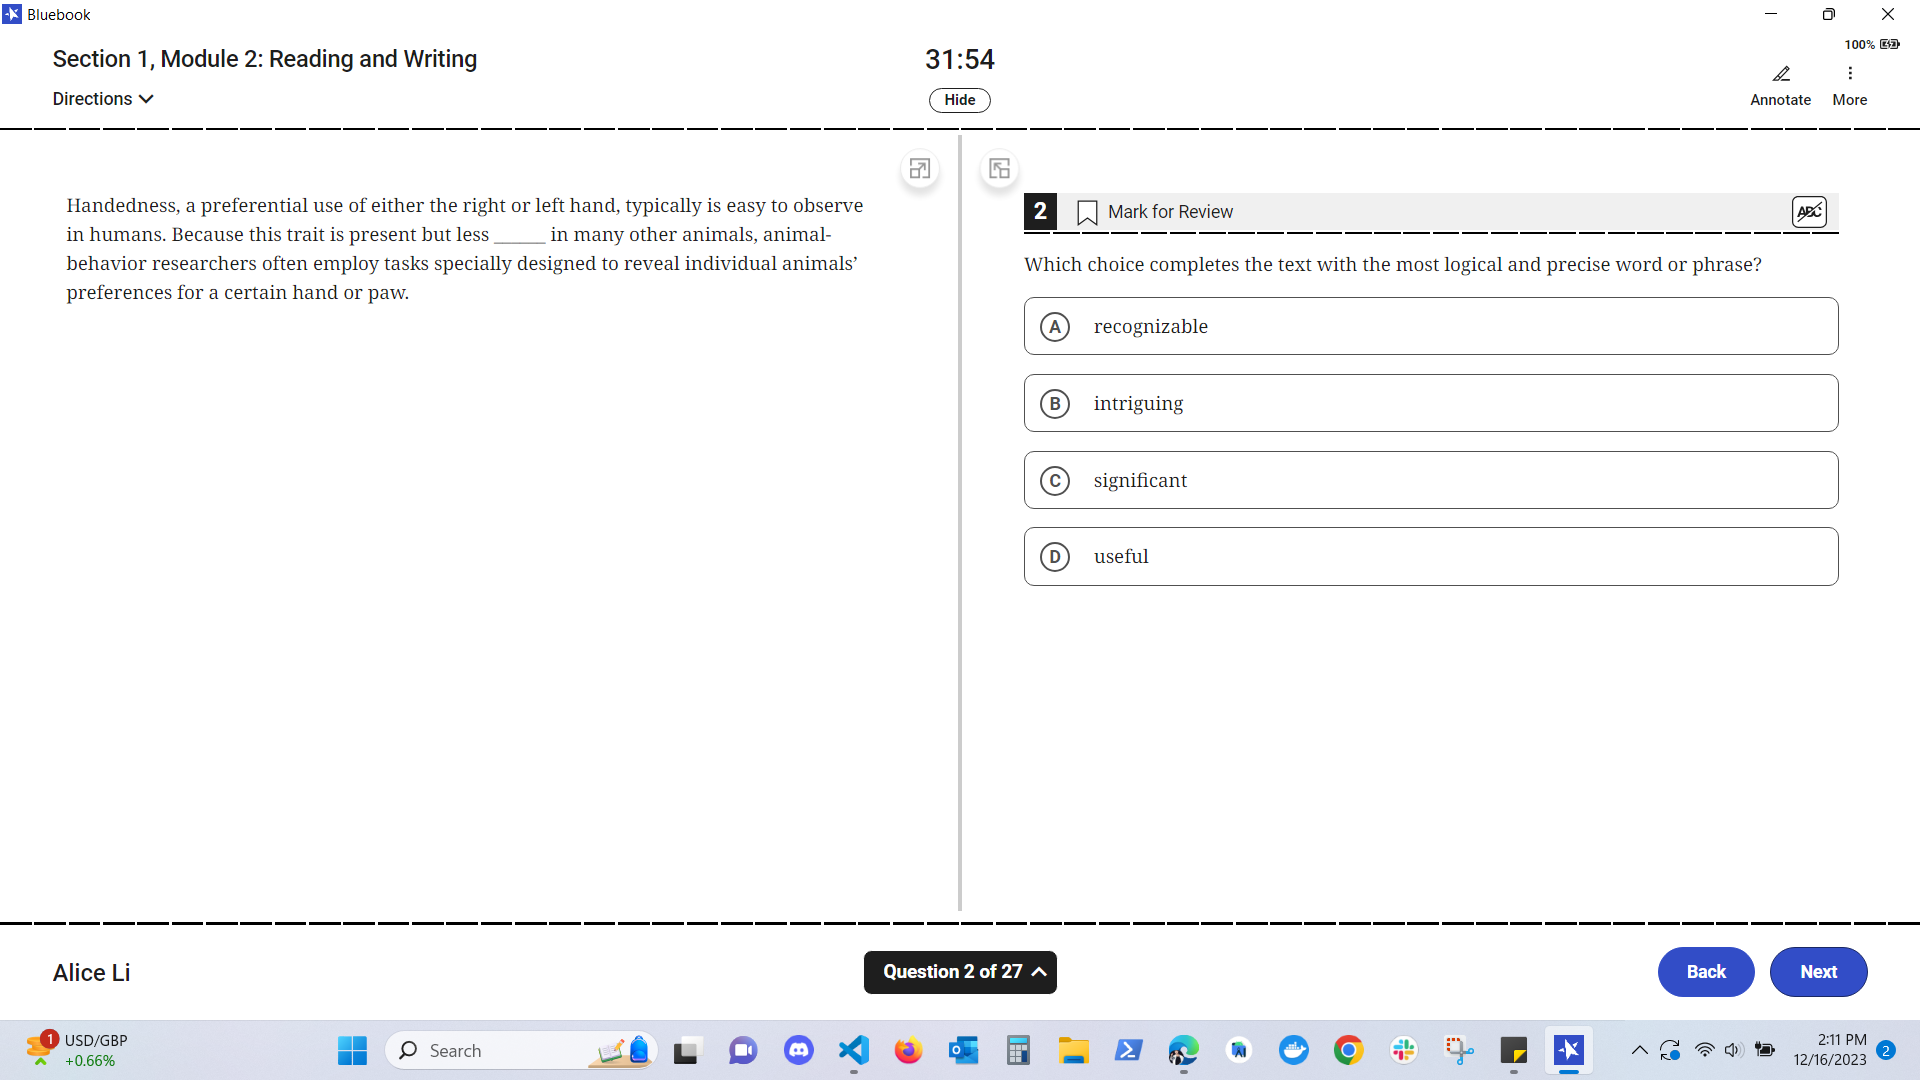 Bluebook
Section 1, Module 2: Reading and Writing
Directions
31:54
Hide
100%
Annotate
More
Handedness, a preferential use of either the right or left hand, typically is easy to observe
in humans. Because this trait is present but less ______ in many other animals, animal-
behavior researchers often employ tasks specially designed to reveal individual animals’
preferences for a certain hand or paw.
2
Mark for Review
ABC
Which choice completes the text with the most logical and precise word or phrase?
A recognizable
B intriguing
C significant
D useful
Alice Li
Question 2 of 27
Back
Next
1
USD/GBP
+0.66%
Search
2:11 PM
12/16/2023
2